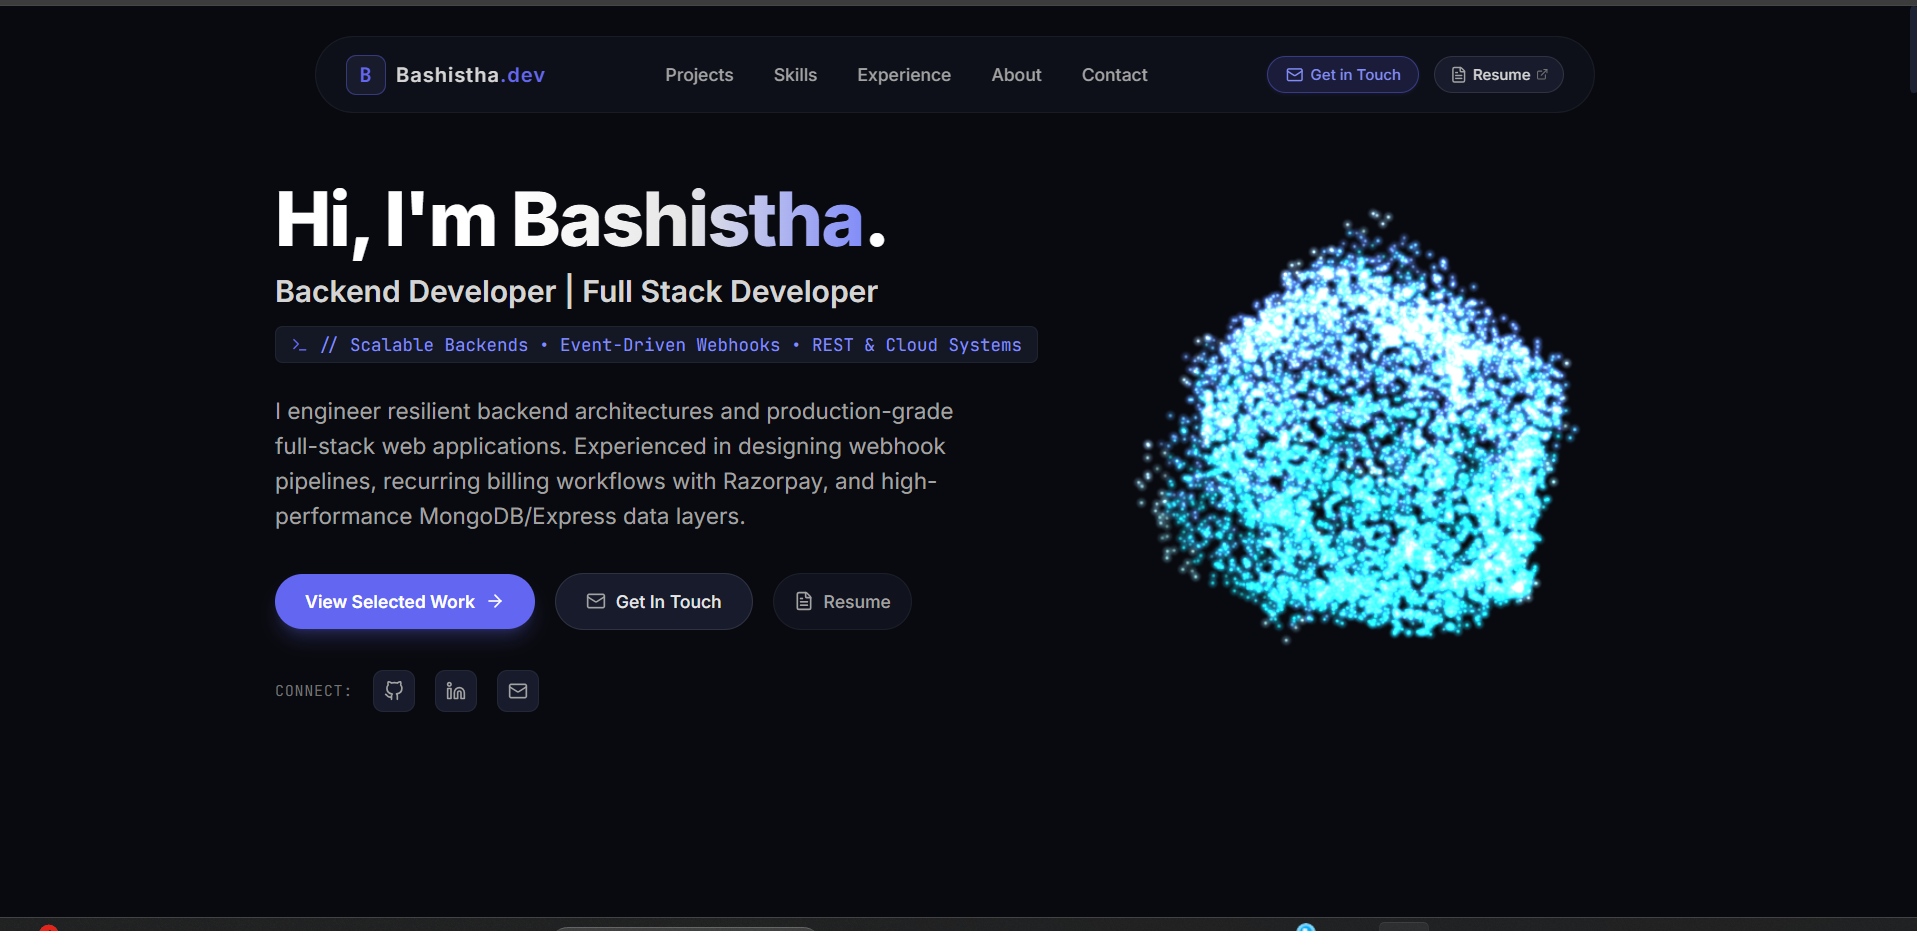 B Bashistha.dev Projects Skills Experience About Contact Get in Touch Resume
Hi, I'm Bashistha.
Backend Developer | Full Stack Developer
>_ // Scalable Backends • Event-Driven Webhooks • REST & Cloud Systems
I engineer resilient backend architectures and production-grade
full-stack web applications. Experienced in designing webhook
pipelines, recurring billing workflows with Razorpay, and high-
performance MongoDB/Express data layers.
View Selected Work → Get In Touch Resume
CONNECT: in